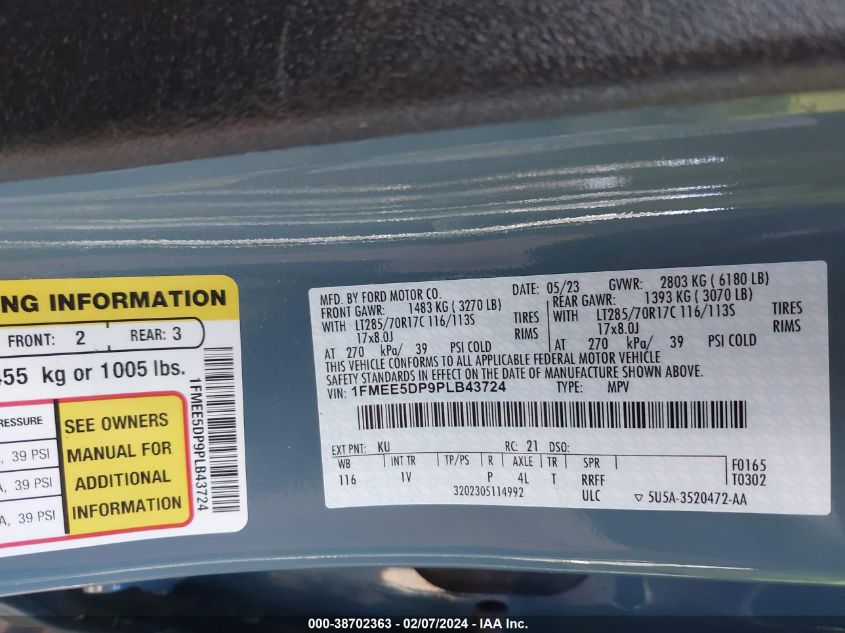 NG INFORMATION
FRONT: 2 REAR: 3
455 kg or 1005 lbs.
RESSURE
, 39 PSI
A, 39 PSI
A, 39 PSI
SEE OWNERS
MANUAL FOR
ADDITIONAL
INFORMATION
1FMEE5DP9PLB43724
MFD. BY FORD MOTOR CO. DATE: 05/23 GVWR: 2803 KG ( 6180 LB)
FRONT GAWR: 1483 KG ( 3270 LB) REAR GAWR: 1393 KG ( 3070 LB)
WITH LT285/70R17C 116/113S TIRES WITH LT285/70R17C 116/113S TIRES
17x8.0J RIMS 17x8.0J RIMS
AT 270 kPa/ 39 PSI COLD AT 270 kPa/ 39 PSI COLD
THIS VEHICLE CONFORMS TO ALL APPLICABLE FEDERAL MOTOR VEHICLE
SAFETY STANDARDS IN EFFECT ON THE DATE OF MANUFACTURE SHOWN ABOVE.
VIN: 1FMEE5DP9PLB43724 TYPE: MPV
EXT PNT: KU RC: 21 DSO:
WB INT TR TP/PS R AXLE TR SPR F0165
116 1V P 4L T RRFF T0302
3202305114992 ULC ▽ 5U5A-3520472-AA
000-38702363 - 02/07/2024 - IAA Inc.